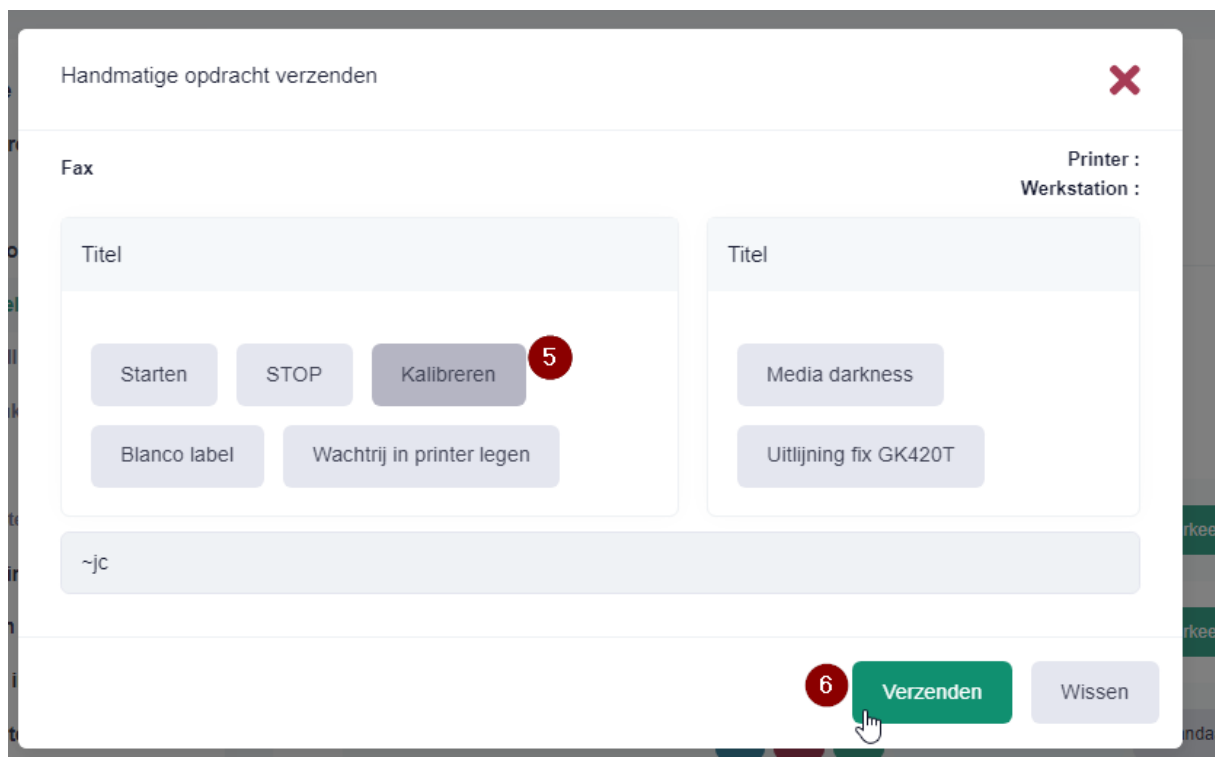 Handmatige opdracht verzenden
Fax
Printer :
Werkstation :
Titel
Titel
Starten
STOP
Kalibreren
5
Media darkness
Blanco label
Wachtrij in printer legen
Uitlijning fix GK420T
~jc
6
Verzenden
Wissen